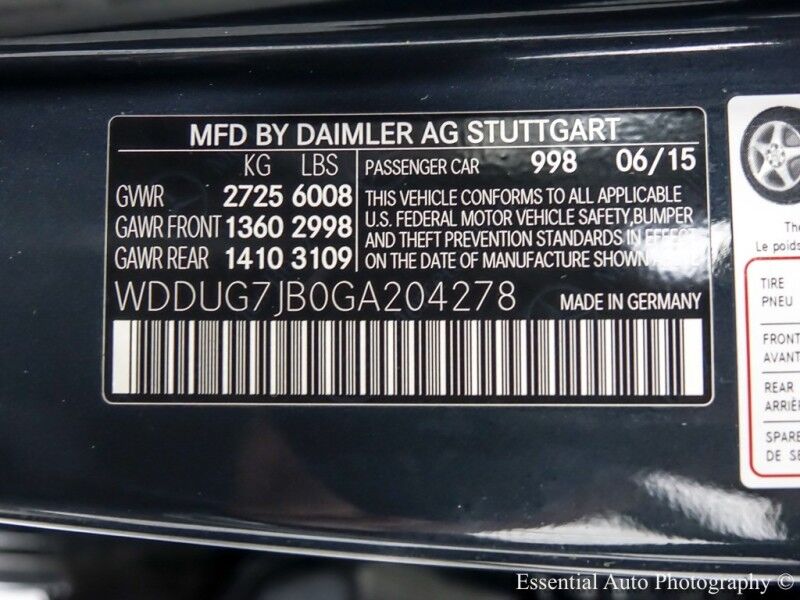 MFD BY DAIMLER AG STUTTGART
KG LBS
GVWR 2725 6008
GAWR FRONT 1360 2998
GAWR REAR 1410 3109
PASSENGER CAR 998 06/15
THIS VEHICLE CONFORMS TO ALL APPLICABLE
U.S. FEDERAL MOTOR VEHICLE SAFETY,BUMPER
AND THEFT PREVENTION STANDARDS IN EFFECT
ON THE DATE OF MANUFACTURE SHOWN
WDDUG7JB0GA204278 MADE IN GERMANY
The
Le poids
TIRE
PNEU
FRONT
AVANT
REAR
ARRIÈR
SPARE
DE SE
Essential Auto Photography ©